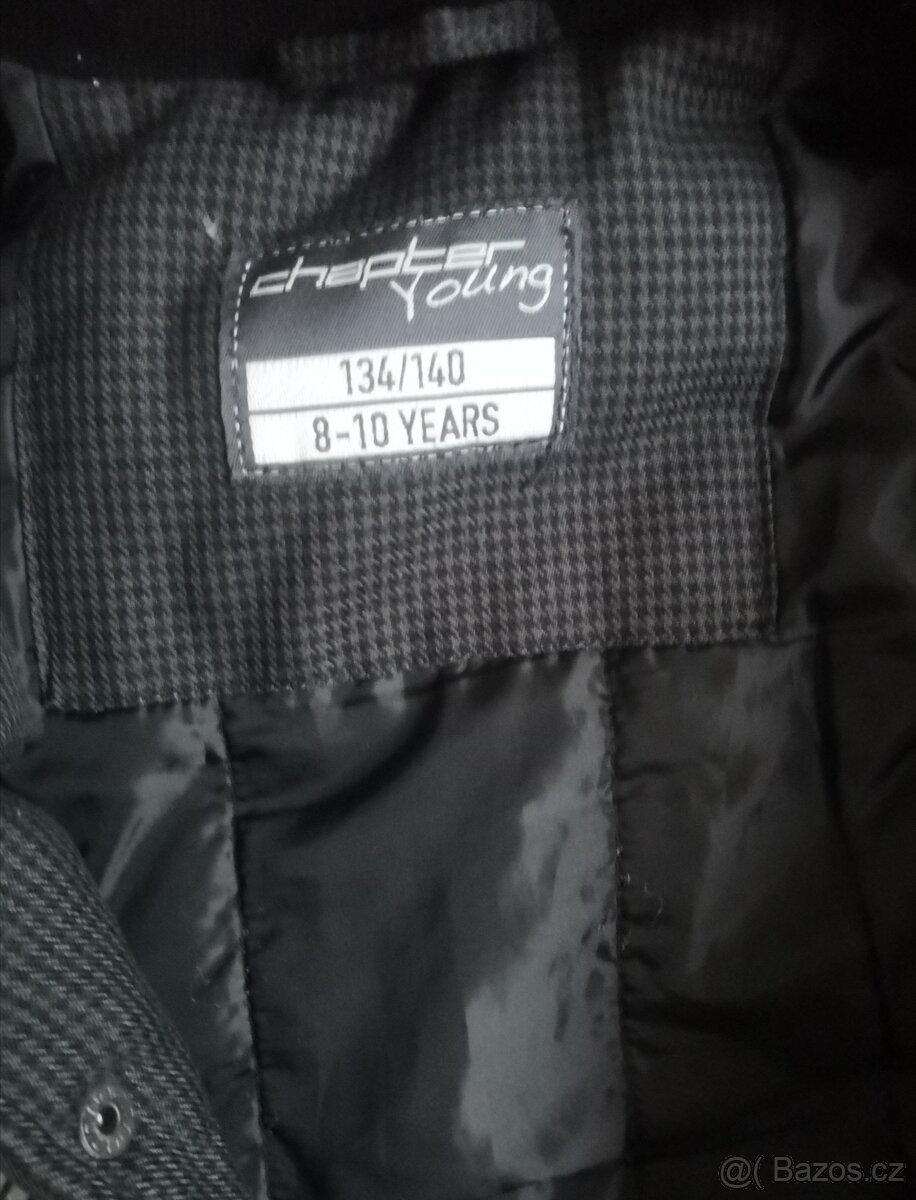 chapter
Young
134/140
8-10 YEARS
@( Bazos.cz